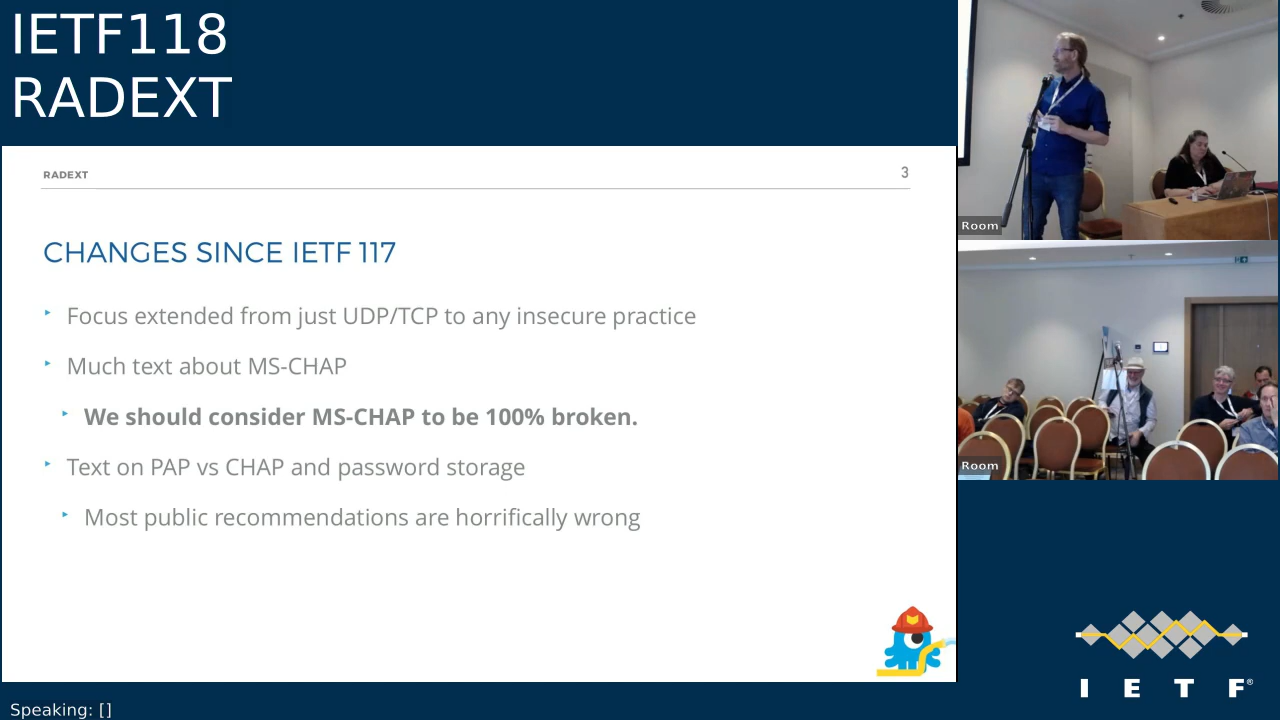 IETF118
RADEXT
RADEXT
3
CHANGES SINCE IETF 117
Focus extended from just UDP/TCP to any insecure practice
Much text about MS-CHAP
We should consider MS-CHAP to be 100% broken.
Text on PAP vs CHAP and password storage
Most public recommendations are horrifically wrong
Room
Room
I E T F®
Speaking: []